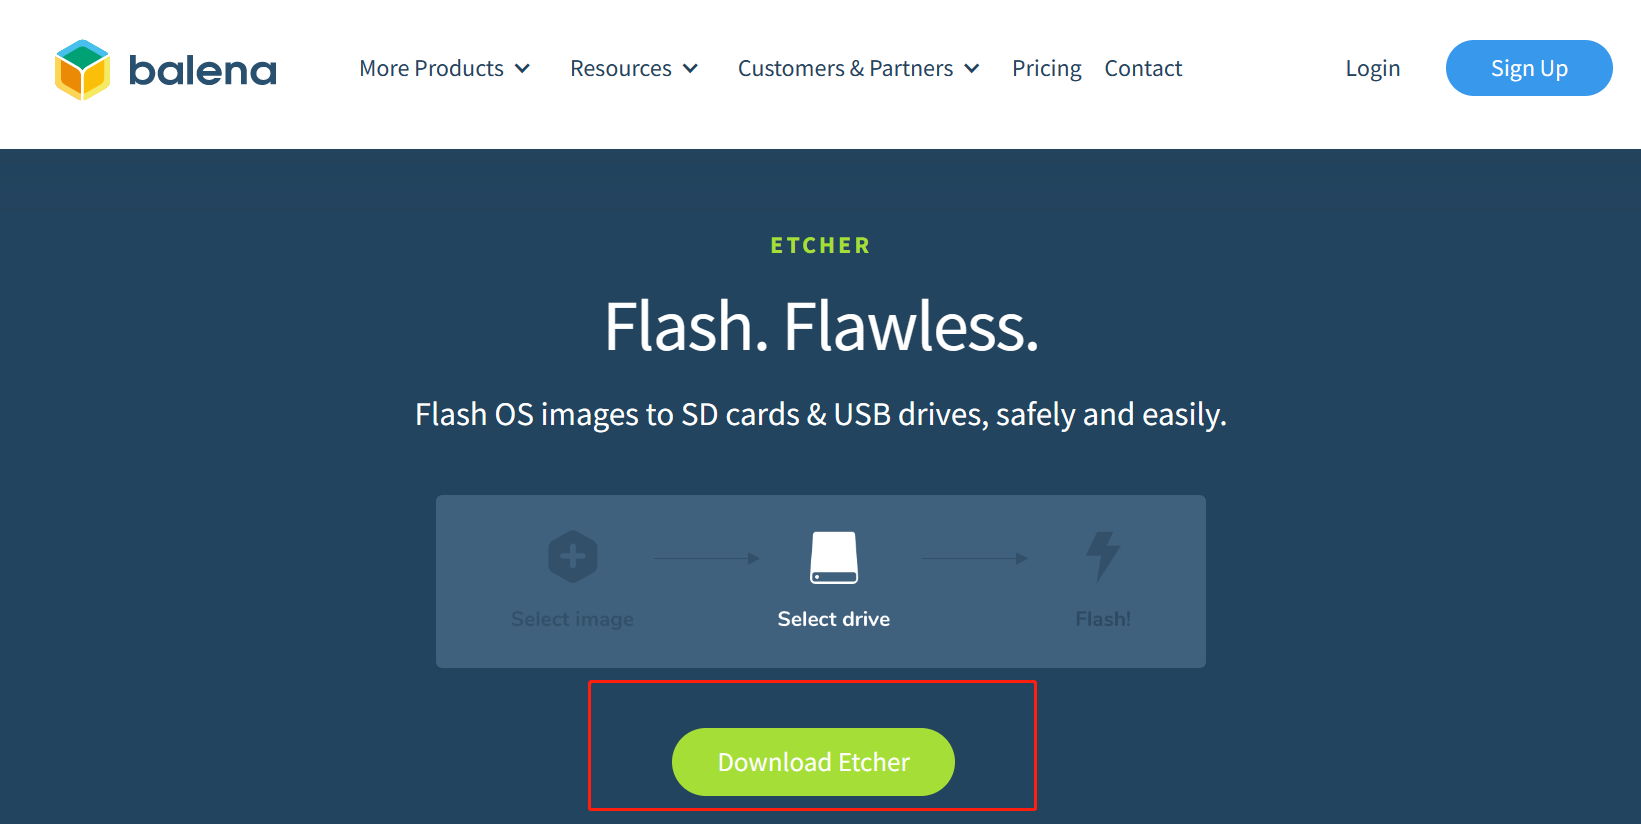 balena
More Products
Resources
Customers & Partners
Pricing
Contact
Login
Sign Up
ETCHER
Flash. Flawless.
Flash OS images to SD cards & USB drives, safely and easily.
Select image
Select drive
Flash!
Download Etcher